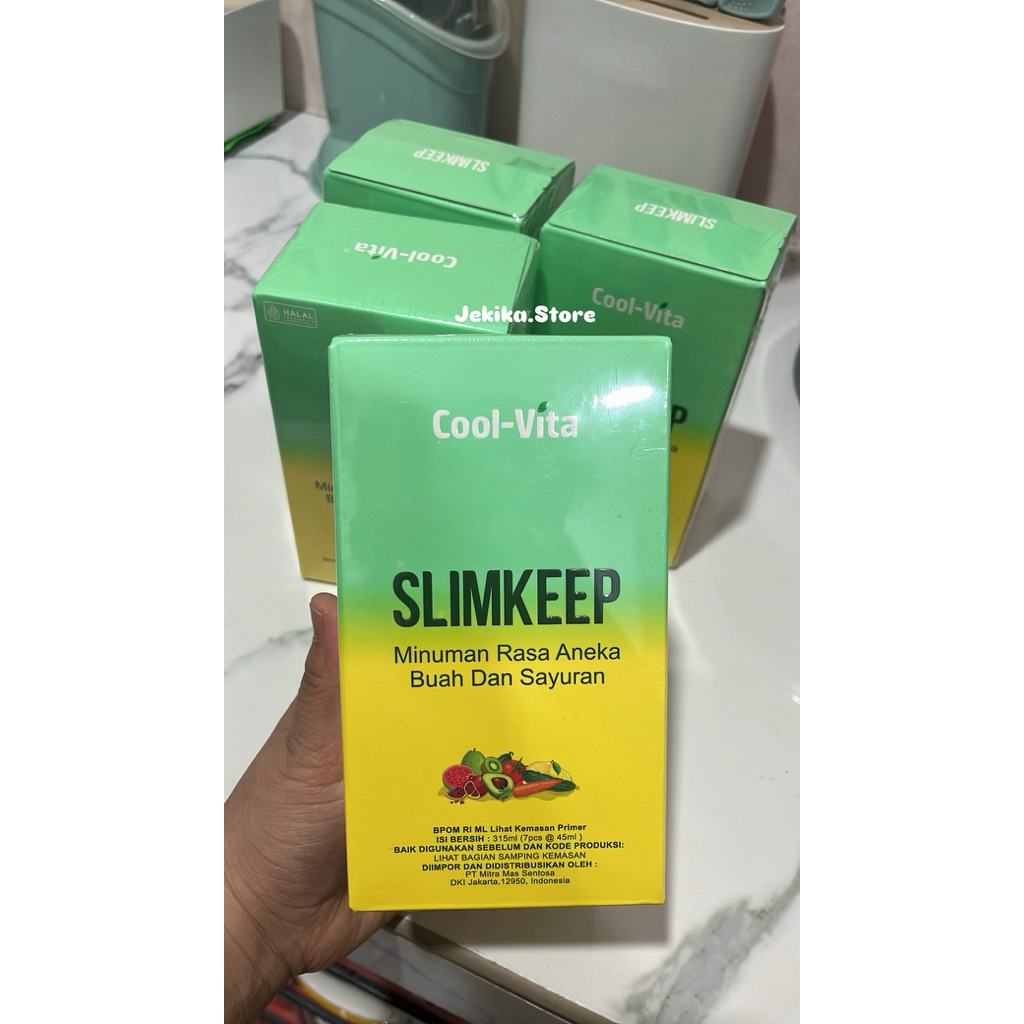 SLIMKEEP
SLIMKEEP
Cool-Vita
HALAL
INDONESIA
Cool-Vita
Jekika.Store
Cool-Vita
SLIMKEEP
Minuman Rasa Aneka
Buah Dan Sayuran
BPOM RI ML Lihat Kemasan Primer
ISI BERSIH : 315ml (7pcs @ 45ml )
BAIK DIGUNAKAN SEBELUM DAN KODE PRODUKSI:
LIHAT BAGIAN SAMPING KEMASAN
DIIMPOR DAN DIDISTRIBUSIKAN OLEH :
PT Mitra Mas Sentosa
DKI Jakarta,12950, Indonesia